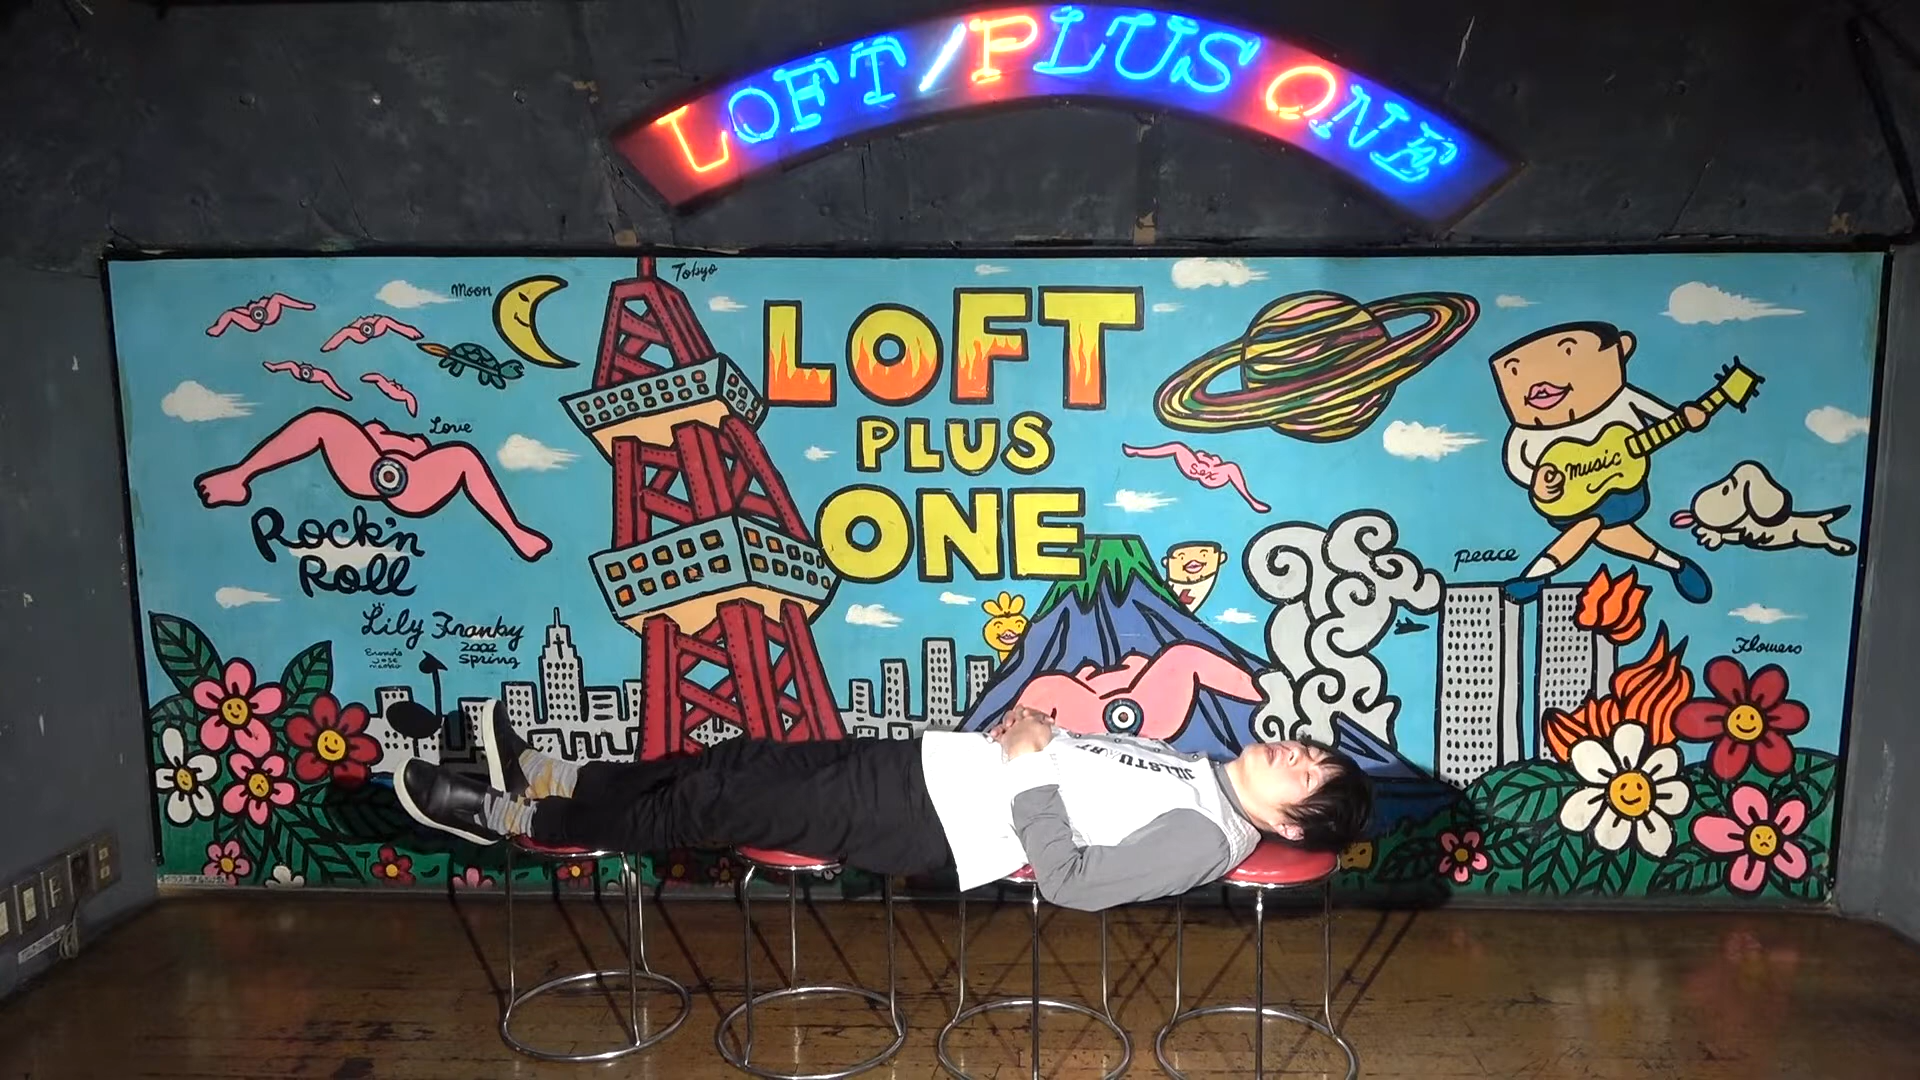 LOFT/PLUS ONE
Tokyo
Moon
LOFT
PLUS
ONE
Love
Rock'n
Roll
Sex
music
peace
Lily Franky
2002
Spring
Flowers